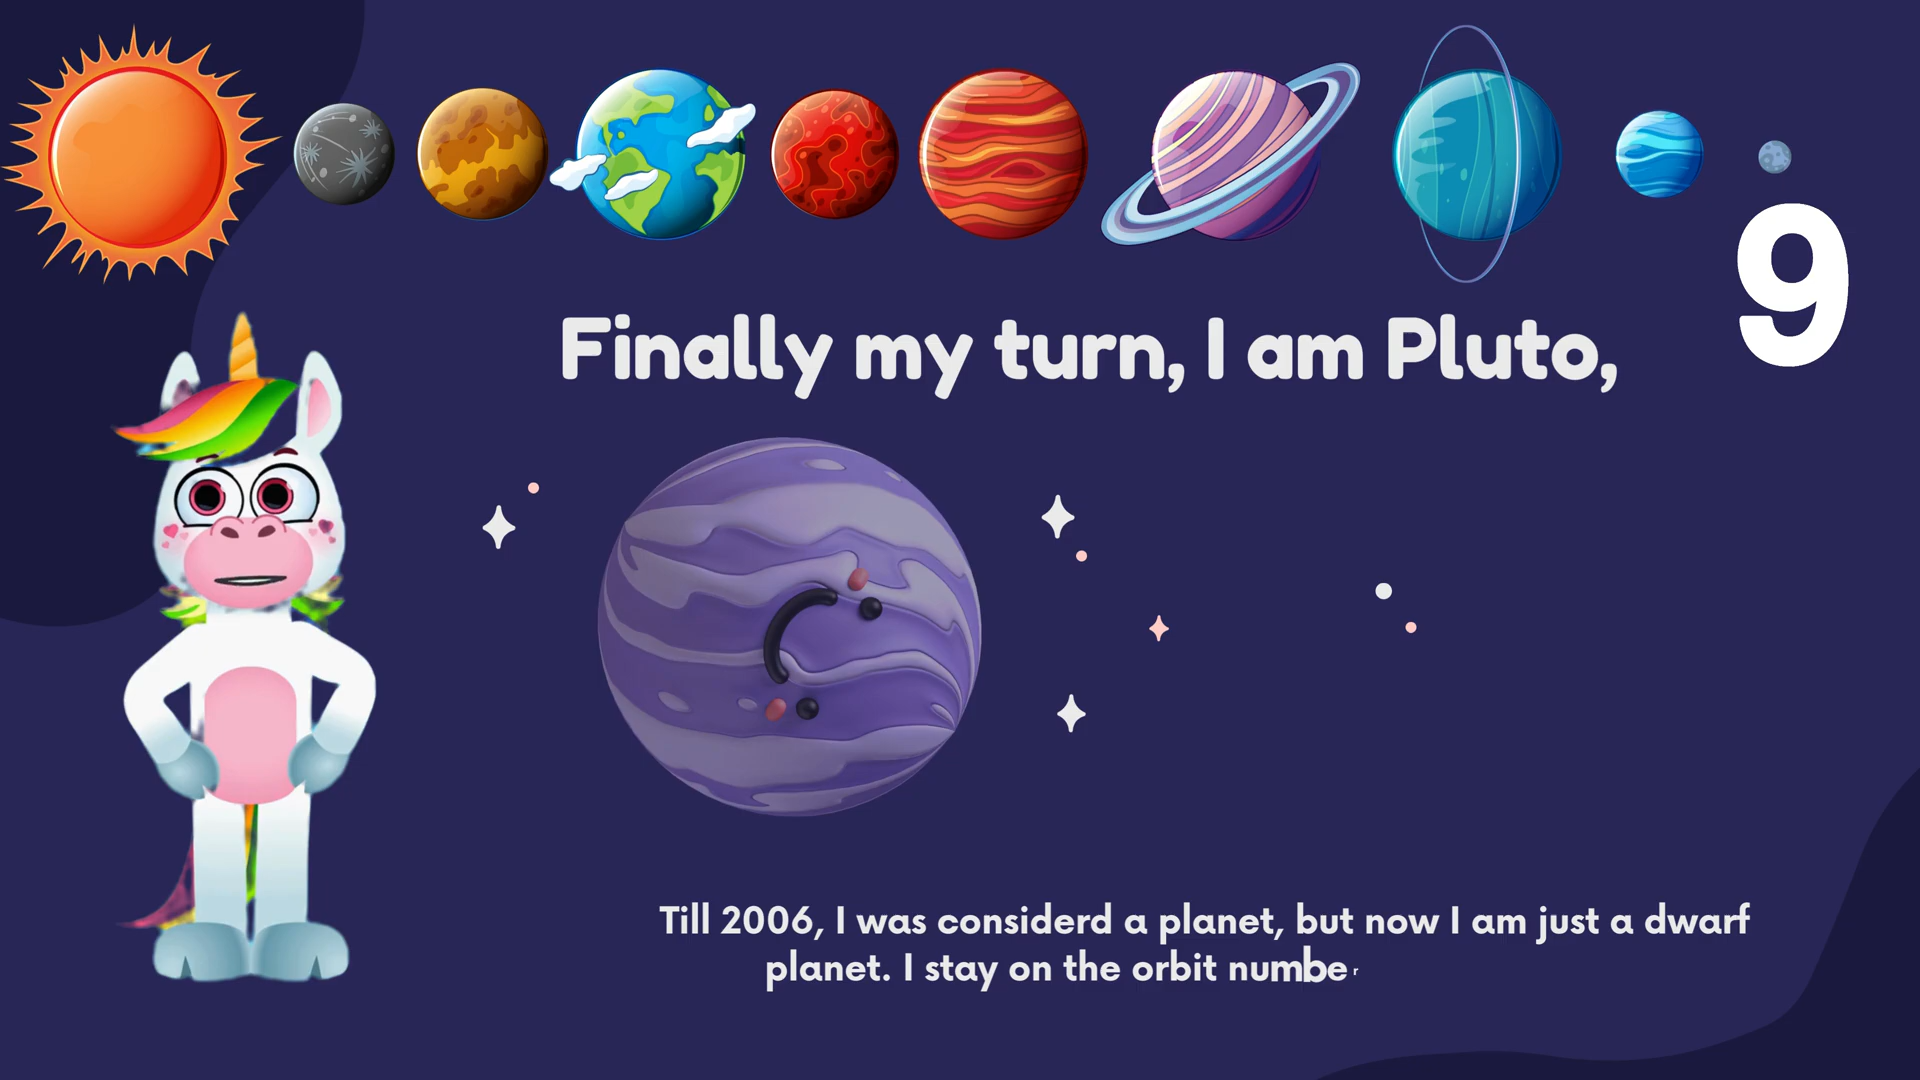 9
Finally my turn, I am Pluto,
Till 2006, I was considerd a planet, but now I am just a dwarf
planet. I stay on the orbit number